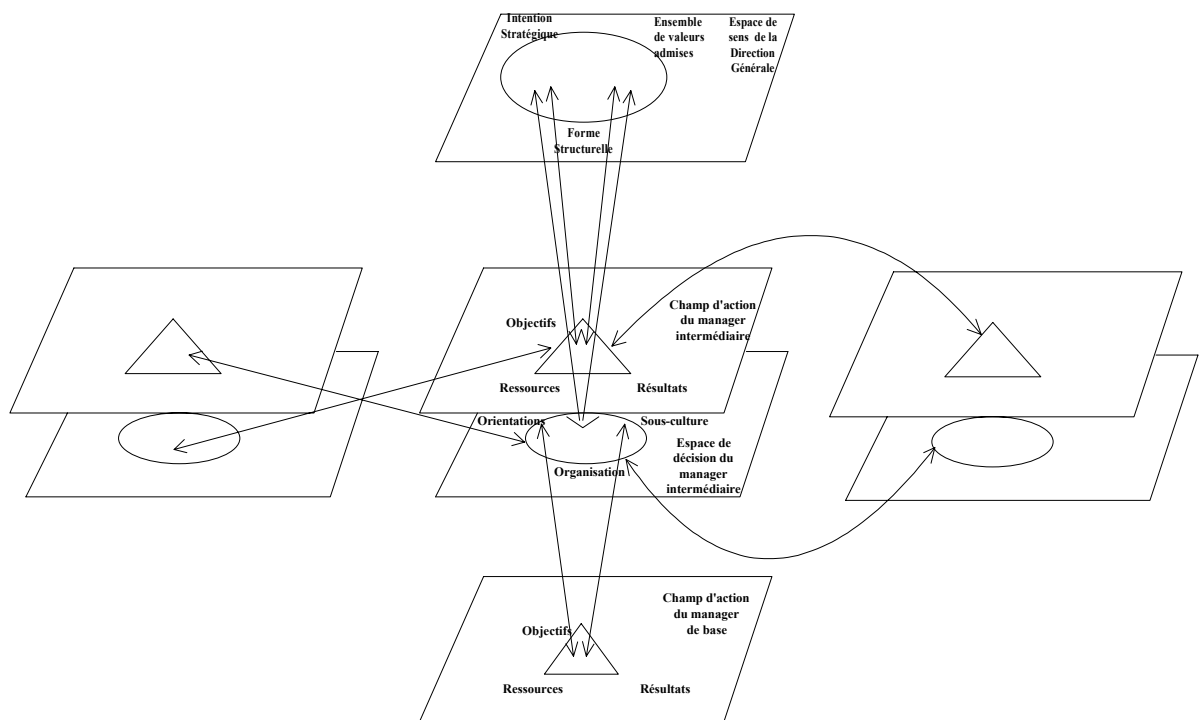 Intention
Stratégique
Ensemble
de valeurs
admises
Espace de
sens de la
Direction
Générale
Forme
Structurelle
Champ d'action
du manager
intermédiaire
Objectifs
Ressources
Résultats
Orientations
Sous-culture
Espace de
décision du
manager
intermédiaire
Organisation
Champ d'action
du manager
de base
Objectifs
Ressources
Résultats